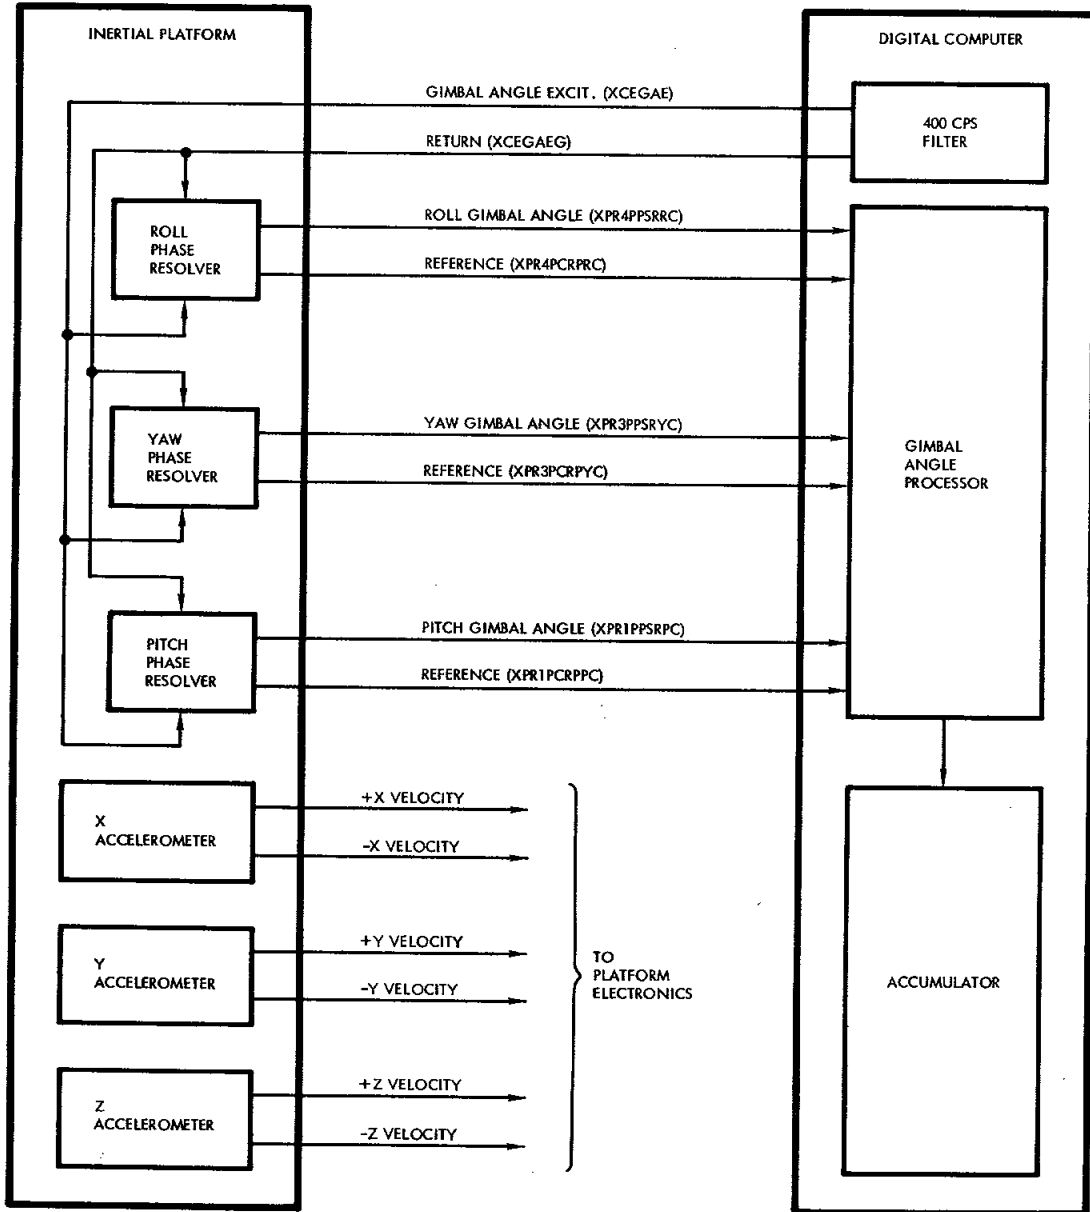 INERTIAL PLATFORM
DIGITAL COMPUTER
GIMBAL ANGLE EXCIT. (XCEGAE)
400 CPS
FILTER
RETURN (XCEGAEG)
ROLL
PHASE
RESOLVER
ROLL GIMBAL ANGLE (XPR4PPSRRC)
REFERENCE (XPR4PCRPRC)
YAW
PHASE
RESOLVER
YAW GIMBAL ANGLE (XPR3PPSRYC)
REFERENCE (XPR3PCRPYC)
GIMBAL
ANGLE
PROCESSOR
PITCH
PHASE
RESOLVER
PITCH GIMBAL ANGLE (XPR1PPSRPC)
REFERENCE (XPR1PCRPPC)
X
ACCELEROMETER
+X VELOCITY
-X VELOCITY
Y
ACCELEROMETER
+Y VELOCITY
-Y VELOCITY
TO
PLATFORM
ELECTRONICS
ACCUMULATOR
Z
ACCELEROMETER
+Z VELOCITY
-Z VELOCITY